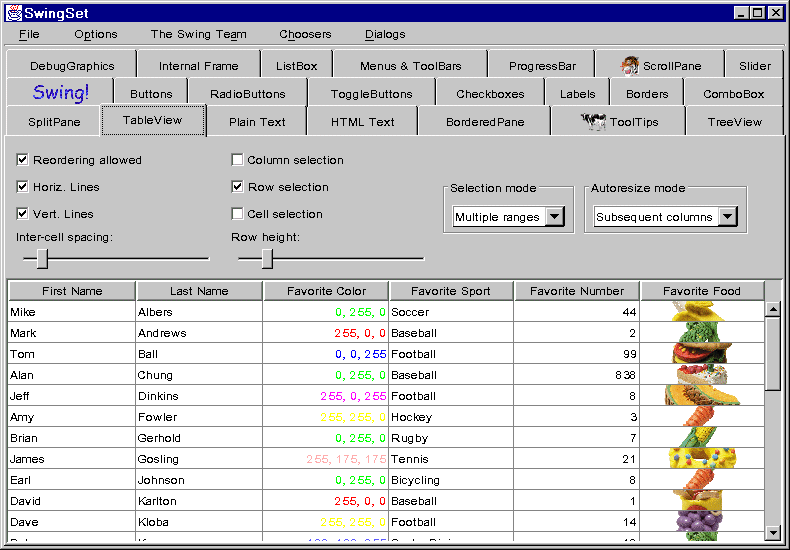 SwingSet
File Options The Swing Team Choosers Dialogs
DebugGraphics Internal Frame ListBox Menus & ToolBars ProgressBar ScrollPane Slider
Swing! Buttons RadioButtons ToggleButtons Checkboxes Labels Borders ComboBox
SplitPane TableView Plain Text HTML Text BorderedPane ToolTips TreeView
Reordering allowed Column selection
Horiz. Lines Row selection Selection mode Autoresize mode
Vert. Lines Cell selection Multiple ranges Subsequent columns
Inter-cell spacing: Row height:
First Name Last Name Favorite Color Favorite Sport Favorite Number Favorite Food
Mike Albers 0, 255, 0 Soccer 44
Mark Andrews 255, 0, 0 Baseball 2
Tom Ball 0, 0, 255 Football 99
Alan Chung 0, 255, 0 Baseball 838
Jeff Dinkins 255, 0, 255 Football 8
Amy Fowler 255, 255, 0 Hockey 3
Brian Gerhold 0, 255, 0 Rugby 7
James Gosling 255, 175, 175 Tennis 21
Earl Johnson 0, 255, 0 Bicycling 8
David Karlton 255, 0, 0 Baseball 1
Dave Kloba 255, 255, 0 Football 14